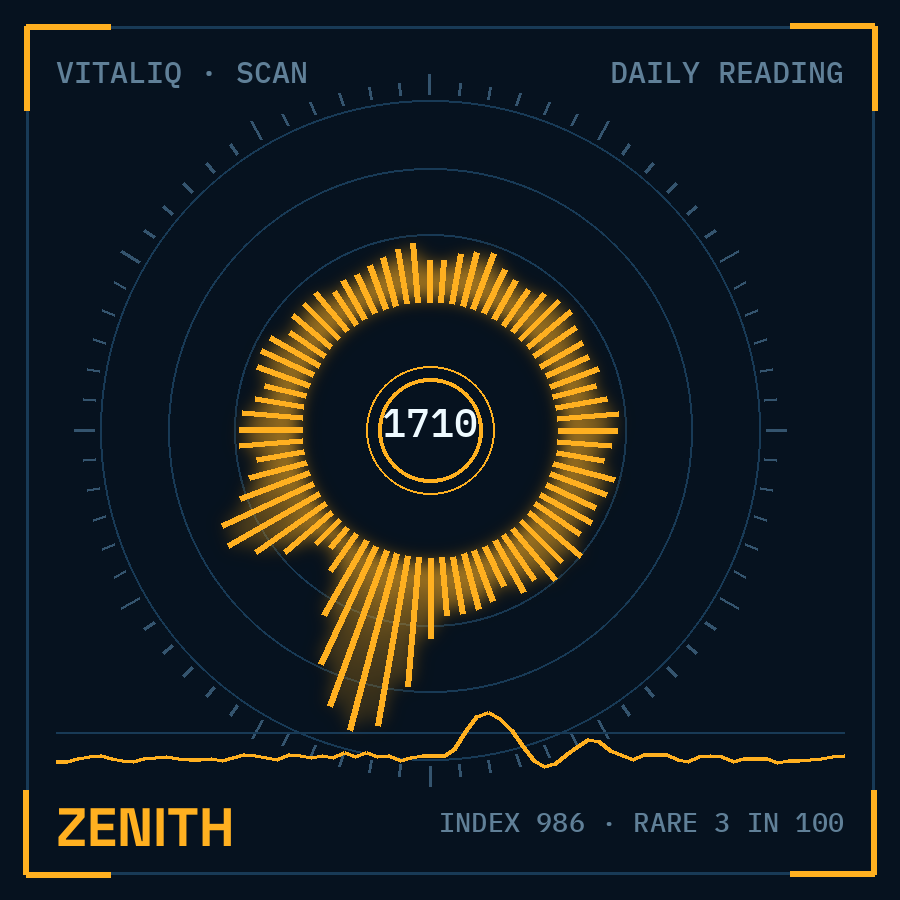 VITALIQ · SCAN
DAILY READING
1710
ZENITH
INDEX 986 · RARE 3 IN 100